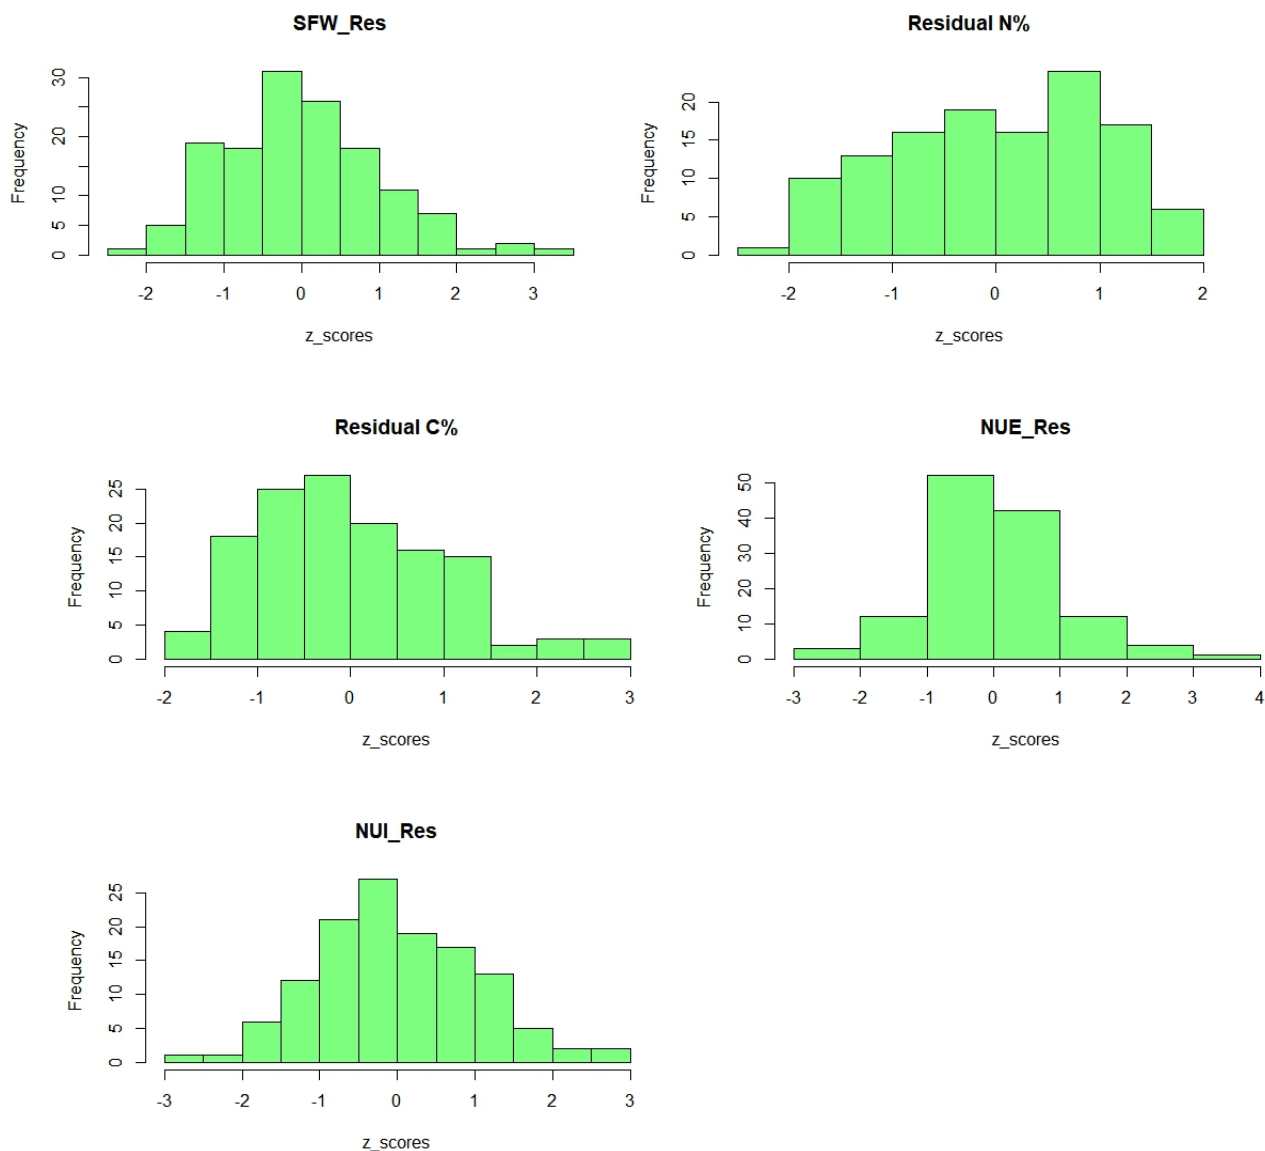 SFW_Res
Frequency
0 5 10 20 30
-2 -1 0 1 2 3
z_scores
Residual N%
Frequency
0 5 10 15 20
-2 -1 0 1 2
z_scores
Residual C%
Frequency
0 5 10 15 20 25
-2 -1 0 1 2 3
z_scores
NUE_Res
Frequency
0 10 20 30 40 50
-3 -2 -1 0 1 2 3 4
z_scores
NUI_Res
Frequency
0 5 10 15 20 25
-3 -2 -1 0 1 2 3
z_scores